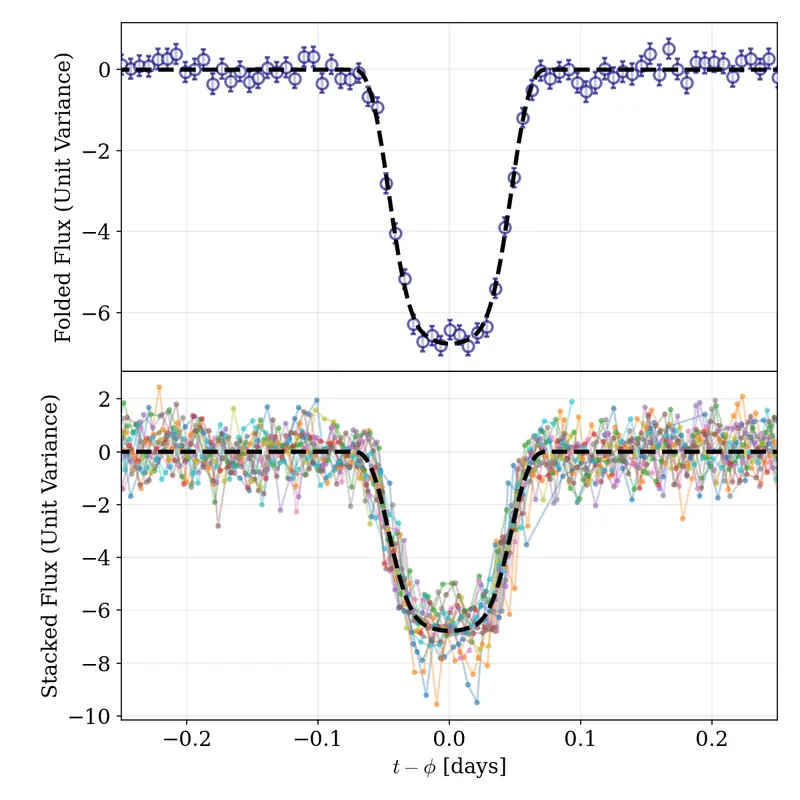 Folded Flux (Unit Variance)
0
−2
−4
−6
Stacked Flux (Unit Variance)
2
0
−2
−4
−6
−8
−10
−0.2 −0.1 0.0 0.1 0.2
t − ϕ [days]